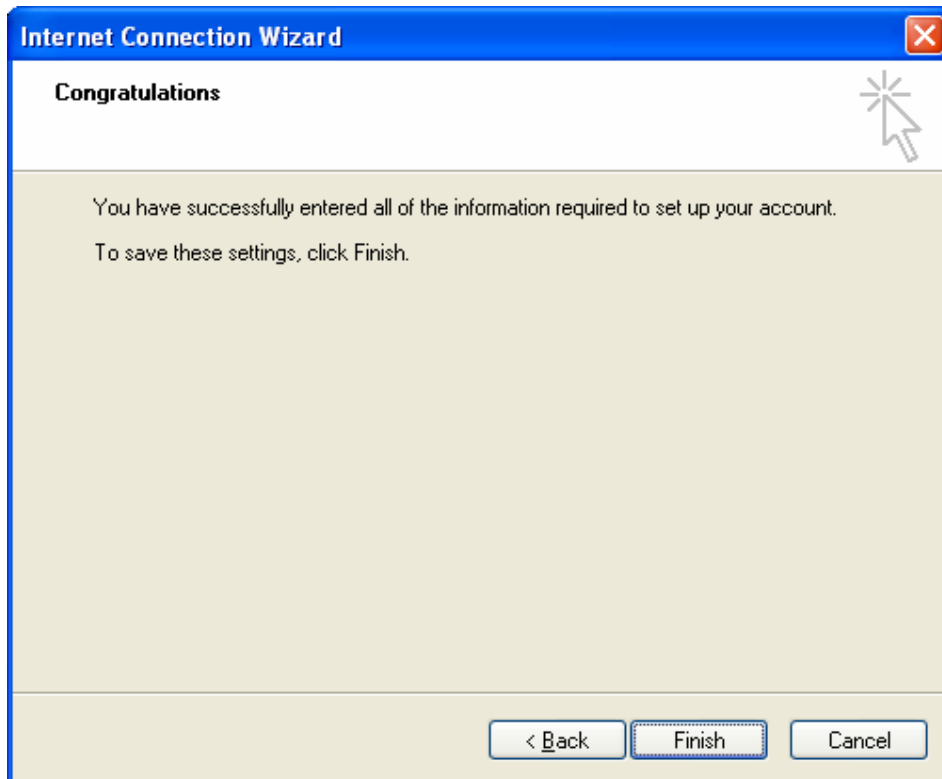 Internet Connection Wizard
Congratulations
You have successfully entered all of the information required to set up your account.
To save these settings, click Finish.
< Back
Finish
Cancel